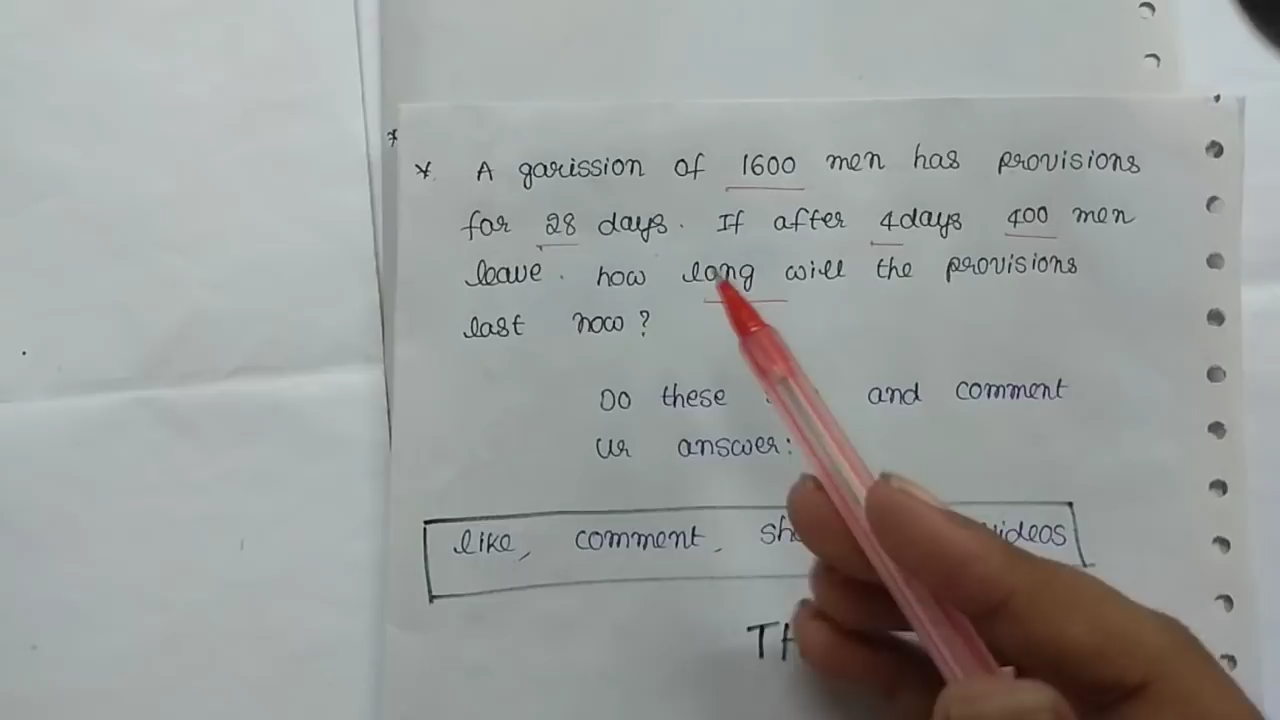 * A garission of 1600 men has provisions
for 28 days. If after 4days 400 men
leave. how long will the provisions
last now?
Do these and comment
Ur answer:
like, comment, videos